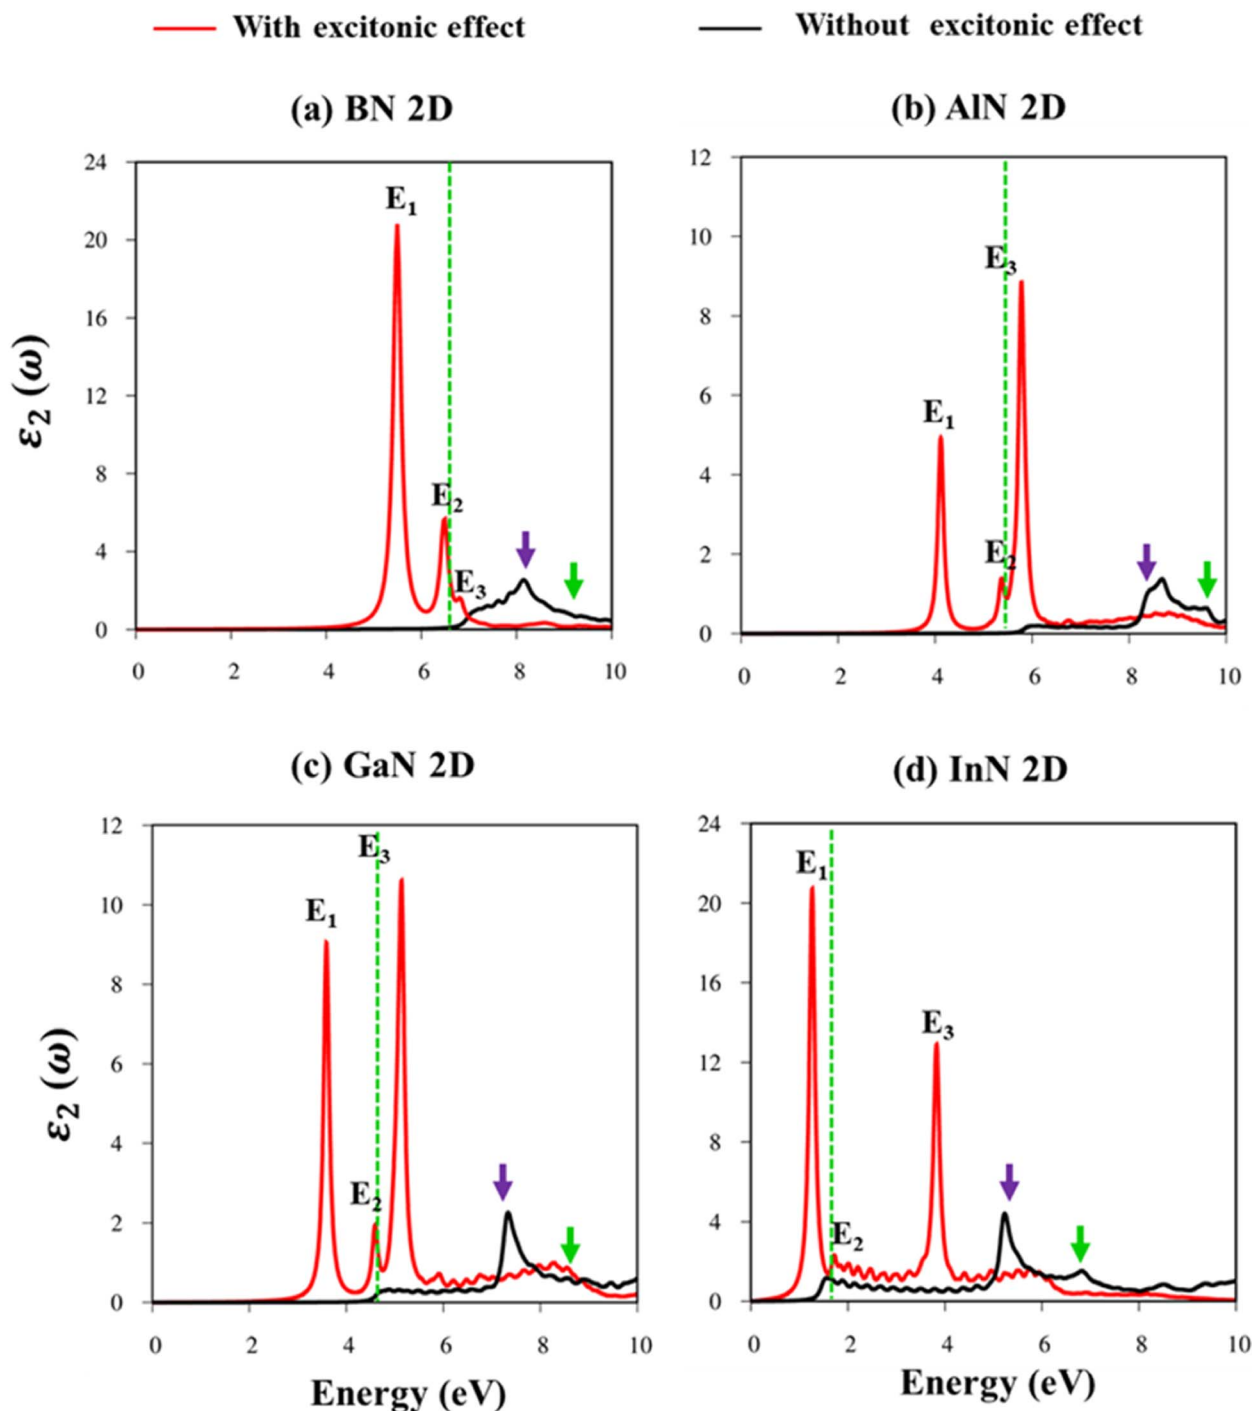 With excitonic effect
Without excitonic effect
(a) BN 2D
(b) AlN 2D
24
20
16
12
8
4
0
ε₂ (ω)
E₁
E₂
E₃
0 2 4 6 8 10
12
10
8
6
4
2
0
E₃
E₁
E₂
0 2 4 6 8 10
(c) GaN 2D
(d) InN 2D
12
10
8
6
4
2
0
ε₂ (ω)
E₃
E₁
E₂
0 2 4 6 8 10
Energy (eV)
24
20
16
12
8
4
0
E₁
E₃
E₂
0 2 4 6 8 10
Energy (eV)